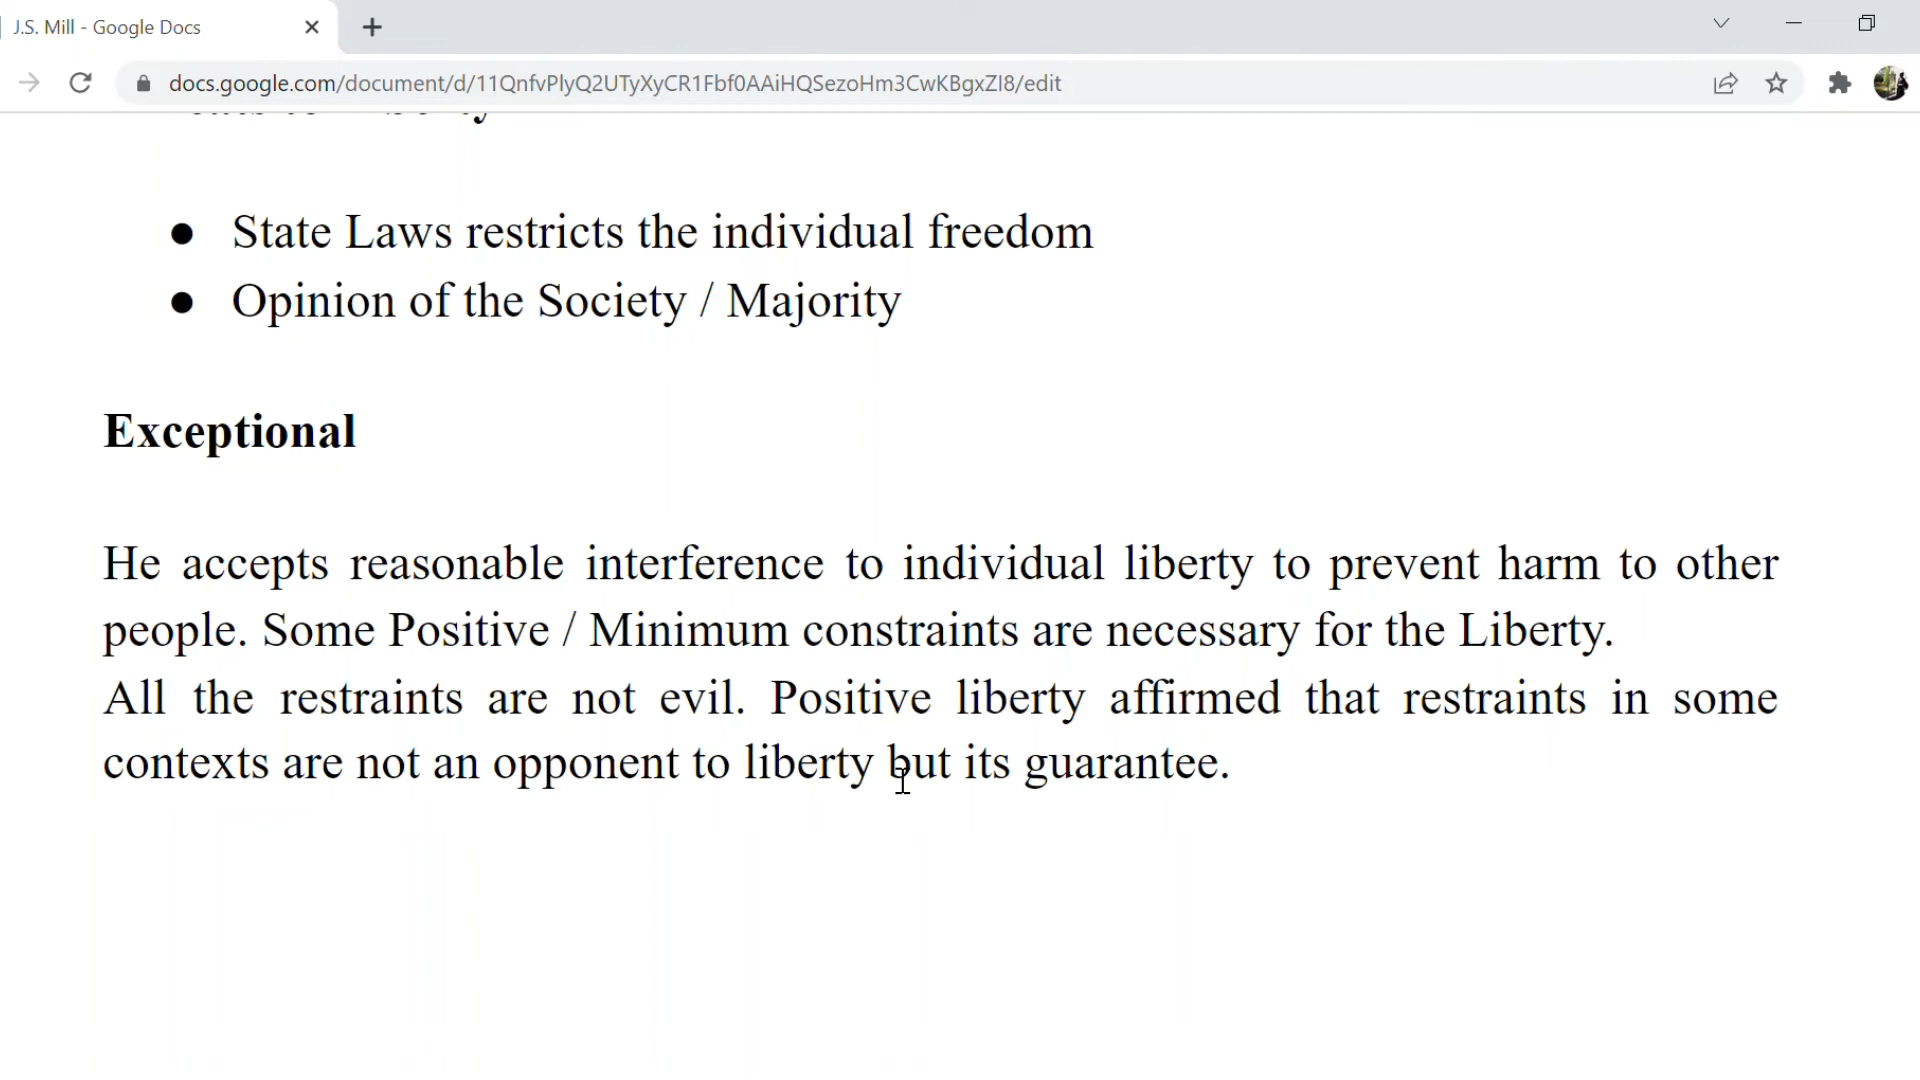 J.S. Mill - Google Docs
docs.google.com/document/d/11QnfvPlyQ2UTyXyCR1Fbf0AAiHQSezoHm3CwKBgxZI8/edit
● State Laws restricts the individual freedom
● Opinion of the Society / Majority
Exceptional
He accepts reasonable interference to individual liberty to prevent harm to other
people. Some Positive / Minimum constraints are necessary for the Liberty.
All the restraints are not evil. Positive liberty affirmed that restraints in some
contexts are not an opponent to liberty but its guarantee.